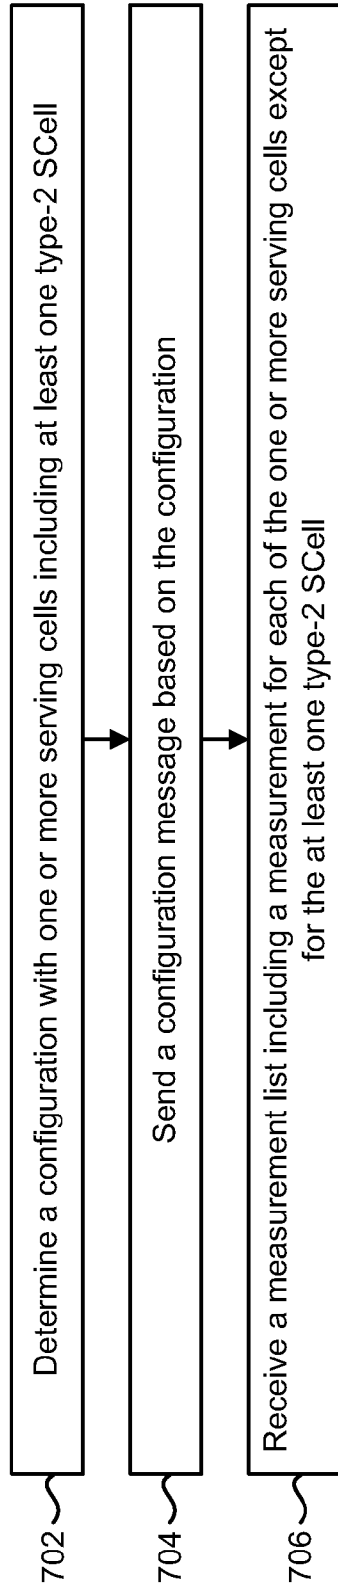 702
Determine a configuration with one or more serving cells including at least one type-2 SCell
704
Send a configuration message based on the configuration
706
Receive a measurement list including a measurement for each of the one or more serving cells except
for the at least one type-2 SCell